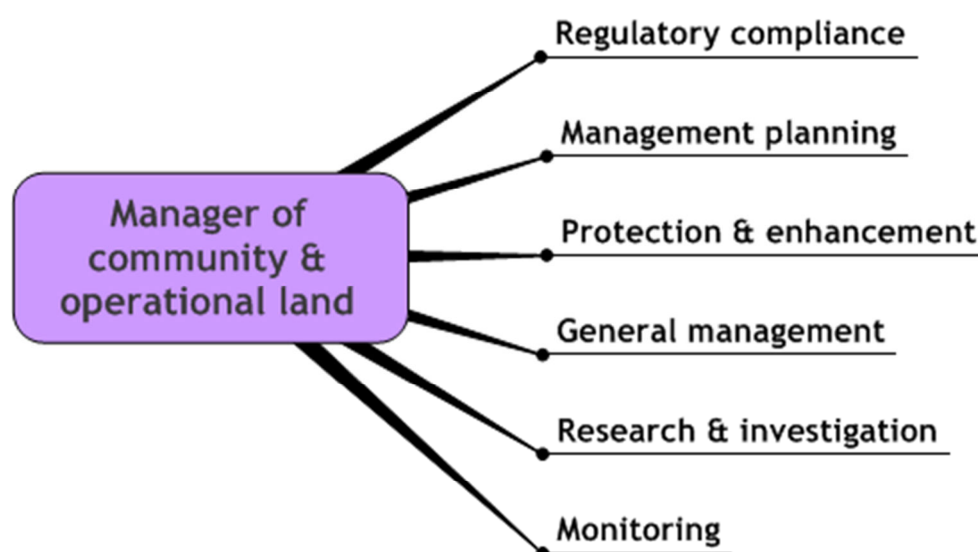 Regulatory compliance
Management planning
Manager of
community &
operational land
Protection & enhancement
General management
Research & investigation
Monitoring